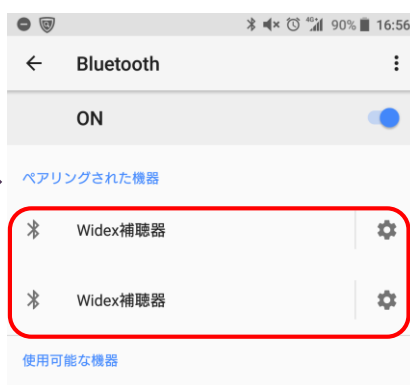 4G 90% 16:56
Bluetooth
ON
ペアリングされた機器
Widex補聴器
Widex補聴器
使用可能な機器